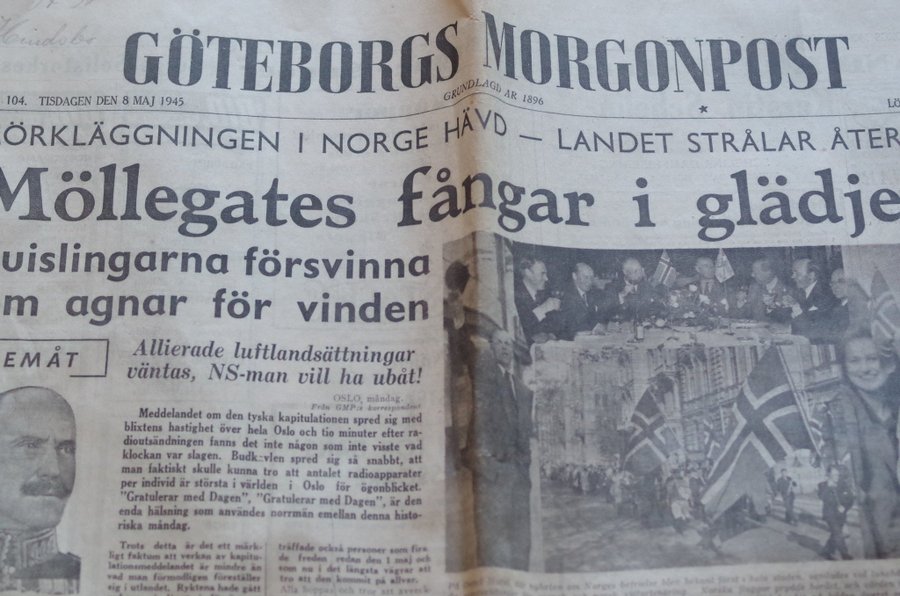 GÖTEBORGS MORGONPOST
GRUNDLAGD ÅR 1896
104. TISDAGEN DEN 8 MAJ 1945
LÖ
ÖRKLÄGGNINGEN I NORGE HÄVD — LANDET STRÅLAR ÅTER
Möllegates fångar i glädje
uislingarna försvinna
m agnar för vinden
EMÅT
Allierade luftlandsättningar
väntas, NS-man vill ha ubåt!
OSLO, måndag.
Från GMP:s korrespondent
Meddelandet om den tyska kapitulationen spred sig med
blixtens hastighet över hela Oslo och tio minuter efter
radioutsändningen fanns det inte någon som inte visste vad
klockan var slagen. Budkavlen spred sig så snabbt, att
man faktiskt skulle kunna tro att antalet radioapparater
per individ är största i världen i Oslo för ögonblicket.
"Gratulerar med Dagen", "Gratulerar med Dagen", är den
enda hälsning som användes norrmän emellan denna histo-
riska måndag.
Trots detta är det ett märk-
ligt faktum att verkan av kapitu-
lationsmeddelandet är mindre än
vad man förmodligen föreställer
sig i utlandet. Ryktena hade gått
träffade också personer som fira
de freden redan den 1 maj och
som nu i det längsta vägrar att
tro att den kommit på allvar.